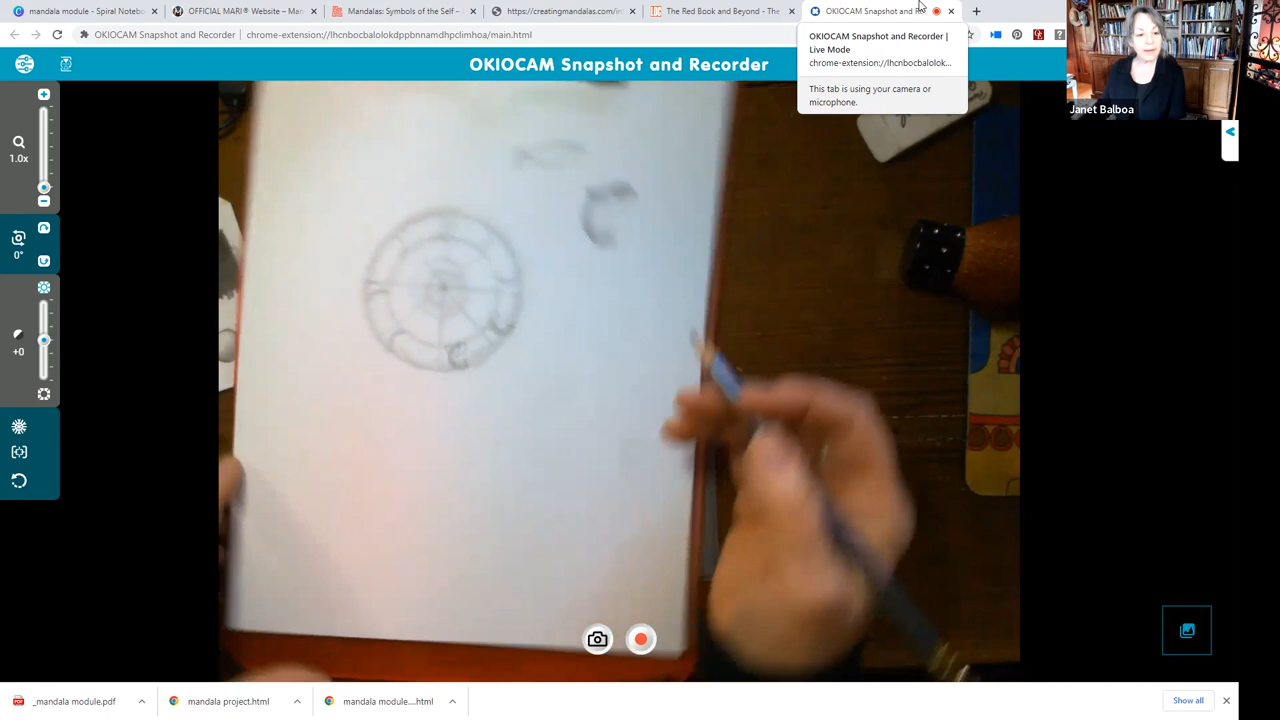 mandala module - Spiral Noteb
OFFICIAL MARI® Website – Man
Mandalas: Symbols of the Self –
https://creatingmandalas.com/in
The Red Book and Beyond - The
OKIOCAM Snapshot and Re
OKIOCAM Snapshot and Recorder | chrome-extension://lhcnbocbalolokdppbnnamdhpclimhoa/main.html
OKIOCAM Snapshot and Recorder |
Live Mode
chrome-extension://lhcnbocbalolok...
This tab is using your camera or
microphone.
OKIOCAM Snapshot and Recorder
Janet Balboa
1.0x
0°
+0
_mandala module.pdf
mandala project.html
mandala module....html
Show all